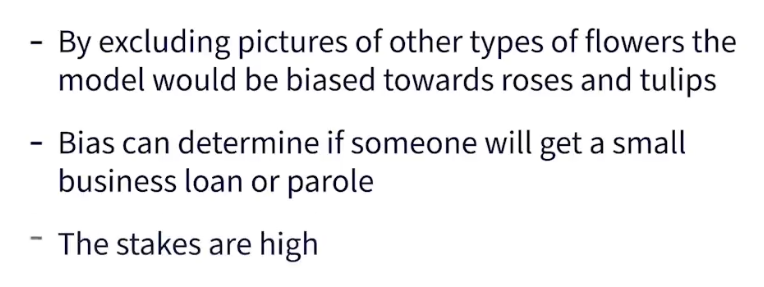 - By excluding pictures of other types of flowers the
model would be biased towards roses and tulips
- Bias can determine if someone will get a small
business loan or parole
- The stakes are high